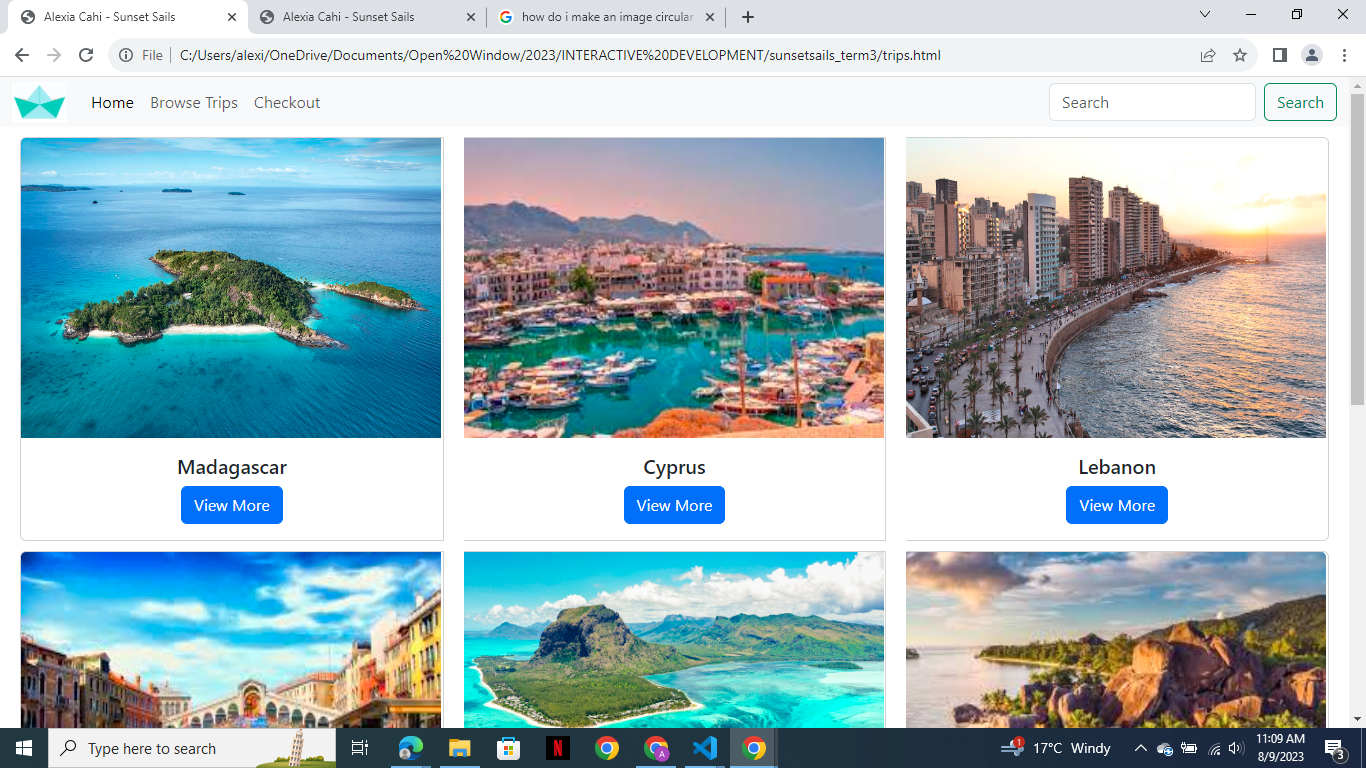 Alexia Cahi - Sunset Sails
Alexia Cahi - Sunset Sails
how do i make an image circular
File
C:/Users/alexi/OneDrive/Documents/Open%20Window/2023/INTERACTIVE%20DEVELOPMENT/sunsetsails_term3/trips.html
Home Browse Trips Checkout
Search
Search
Madagascar
View More
Cyprus
View More
Lebanon
View More
Type here to search
N
A
1
17°C Windy
11:09 AM
8/9/2023
3